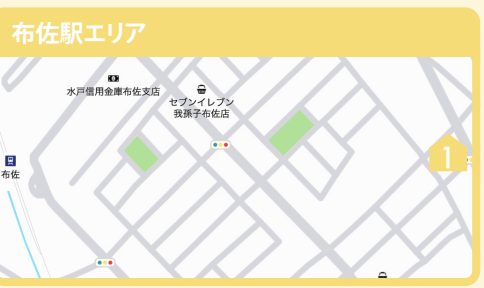 布佐駅エリア
水戸信用金庫布佐支店
セブンイレブン
我孫子布佐店
布佐
1